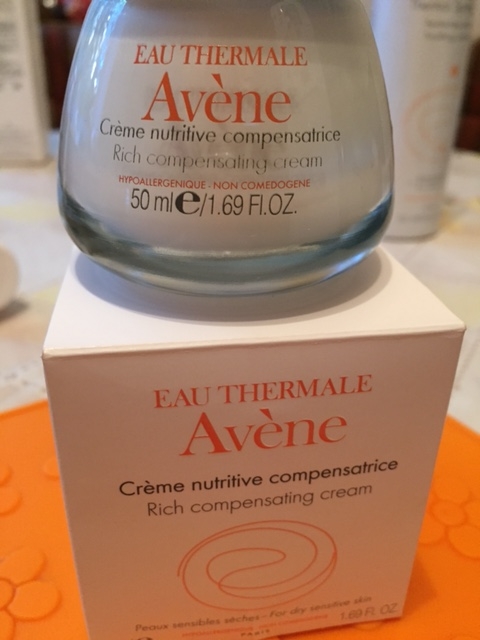 EAU THERMALE
Avène
Crème nutritive compensatrice
Rich compensating cream
HYPOALLERGENIQUE - NON COMEDOGENE
50 ml e/1.69 Fl.OZ.
EAU THERMALE
Avène
Crème nutritive compensatrice
Rich compensating cream
Peaux sensibles sèches - For dry sensitive skin
1.69 Fl. OZ.
PARIS